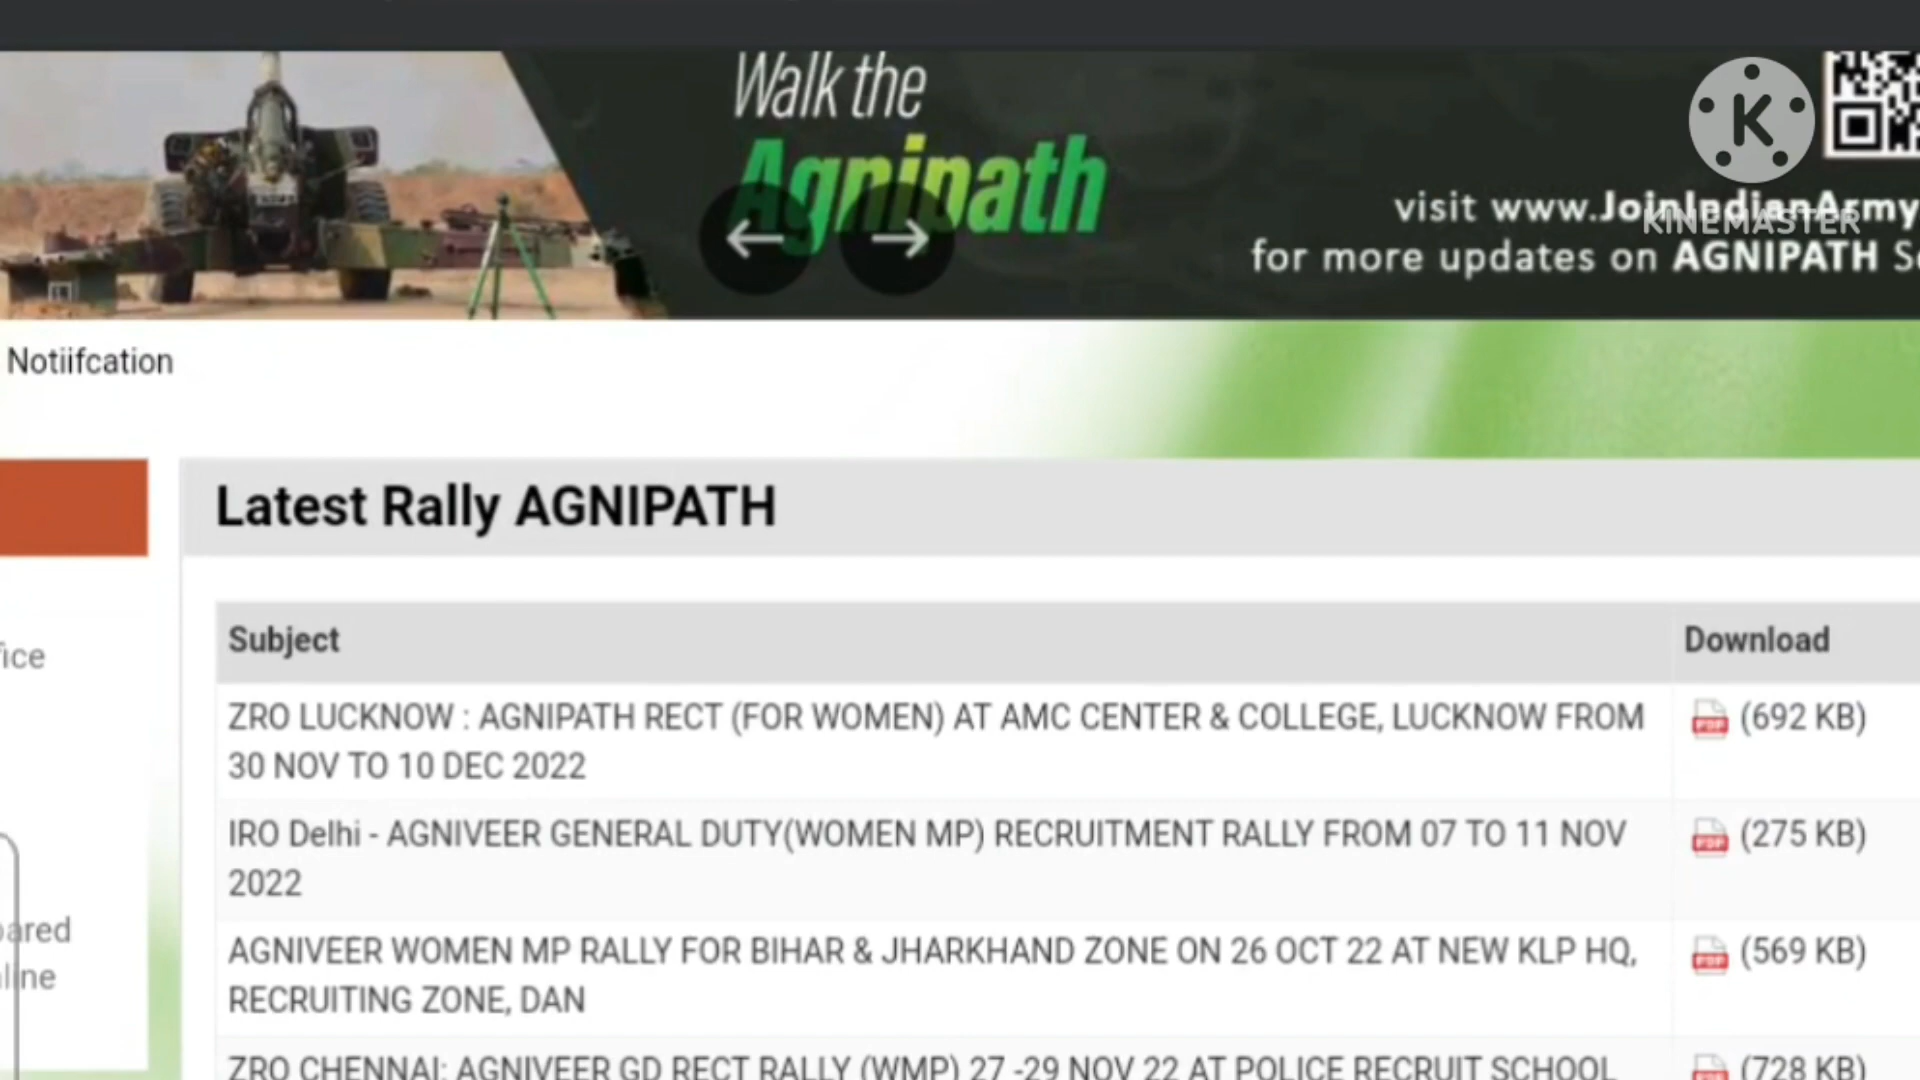 Walk the
Agnipath
K
KINEMASTER
visit www.JoinIndianArmy
for more updates on AGNIPATH
Notiifcation
Latest Rally AGNIPATH
Subject
Download
ZRO LUCKNOW : AGNIPATH RECT (FOR WOMEN) AT AMC CENTER & COLLEGE, LUCKNOW FROM
30 NOV TO 10 DEC 2022
PDF (692 KB)
IRO Delhi - AGNIVEER GENERAL DUTY(WOMEN MP) RECRUITMENT RALLY FROM 07 TO 11 NOV
2022
PDF (275 KB)
AGNIVEER WOMEN MP RALLY FOR BIHAR & JHARKHAND ZONE ON 26 OCT 22 AT NEW KLP HQ,
RECRUITING ZONE, DAN
PDF (569 KB)
ZRO CHENNAI: AGNIVEER GD RECT RALLY (WMP) 27 -29 NOV 22 AT POLICE RECRUIT SCHOOL
(728 KB)